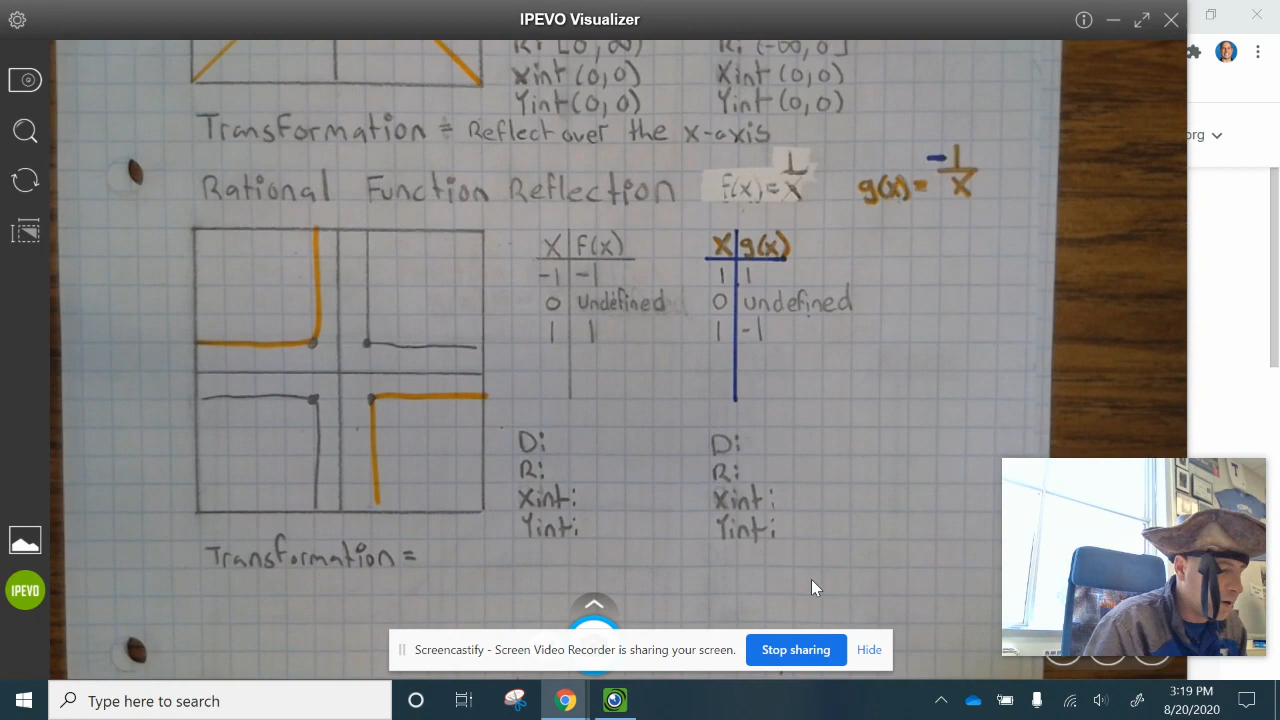 IPEVO Visualizer
R: [0, ∞) R: (-∞, 0]
Xint (0, 0) Xint (0, 0)
Yint (0, 0) Yint (0, 0)
Transformation = Reflect over the x-axis
Rational Function Reflection f(x) = 1/x g(x) = -1/x
X f(x) X g(x)
-1 -1 1 1
0 Undefined 0 undefined
1 1 1 -1
D: D:
R: R:
Xint: Xint:
Yint: Yint:
Transformation =
org
IPEVO
Screencastify - Screen Video Recorder is sharing your screen. Stop sharing Hide
Type here to search
3:19 PM
8/20/2020